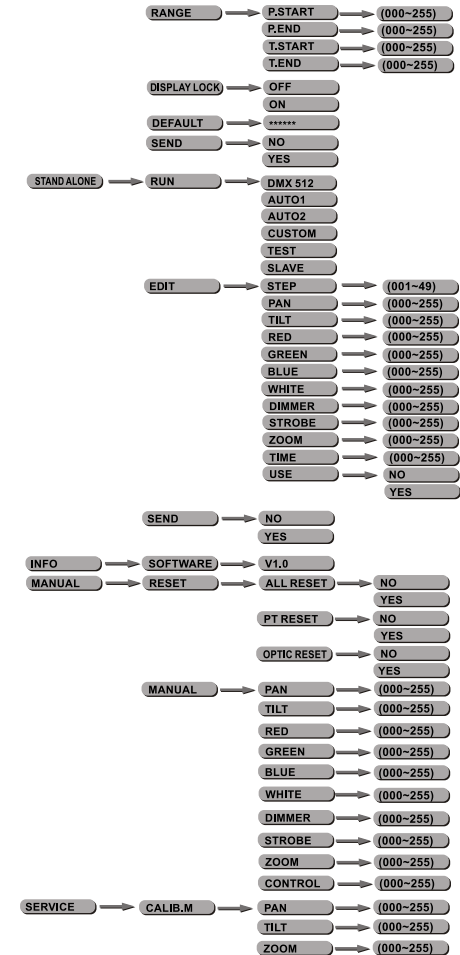 RANGE P.START (000~255)
P.END (000~255)
T.START (000~255)
T.END (000~255)
DISPLAY LOCK OFF
ON
DEFAULT ******
SEND NO
YES
STAND ALONE RUN DMX 512
AUTO1
AUTO2
CUSTOM
TEST
SLAVE
EDIT STEP (001~49)
PAN (000~255)
TILT (000~255)
RED (000~255)
GREEN (000~255)
BLUE (000~255)
WHITE (000~255)
DIMMER (000~255)
STROBE (000~255)
ZOOM (000~255)
TIME (000~255)
USE NO
YES
SEND NO
YES
INFO SOFTWARE V1.0
MANUAL RESET ALL RESET NO
YES
PT RESET NO
YES
OPTIC RESET NO
YES
MANUAL PAN (000~255)
TILT (000~255)
RED (000~255)
GREEN (000~255)
BLUE (000~255)
WHITE (000~255)
DIMMER (000~255)
STROBE (000~255)
ZOOM (000~255)
CONTROL (000~255)
SERVICE CALIB.M PAN (000~255)
TILT (000~255)
ZOOM (000~255)